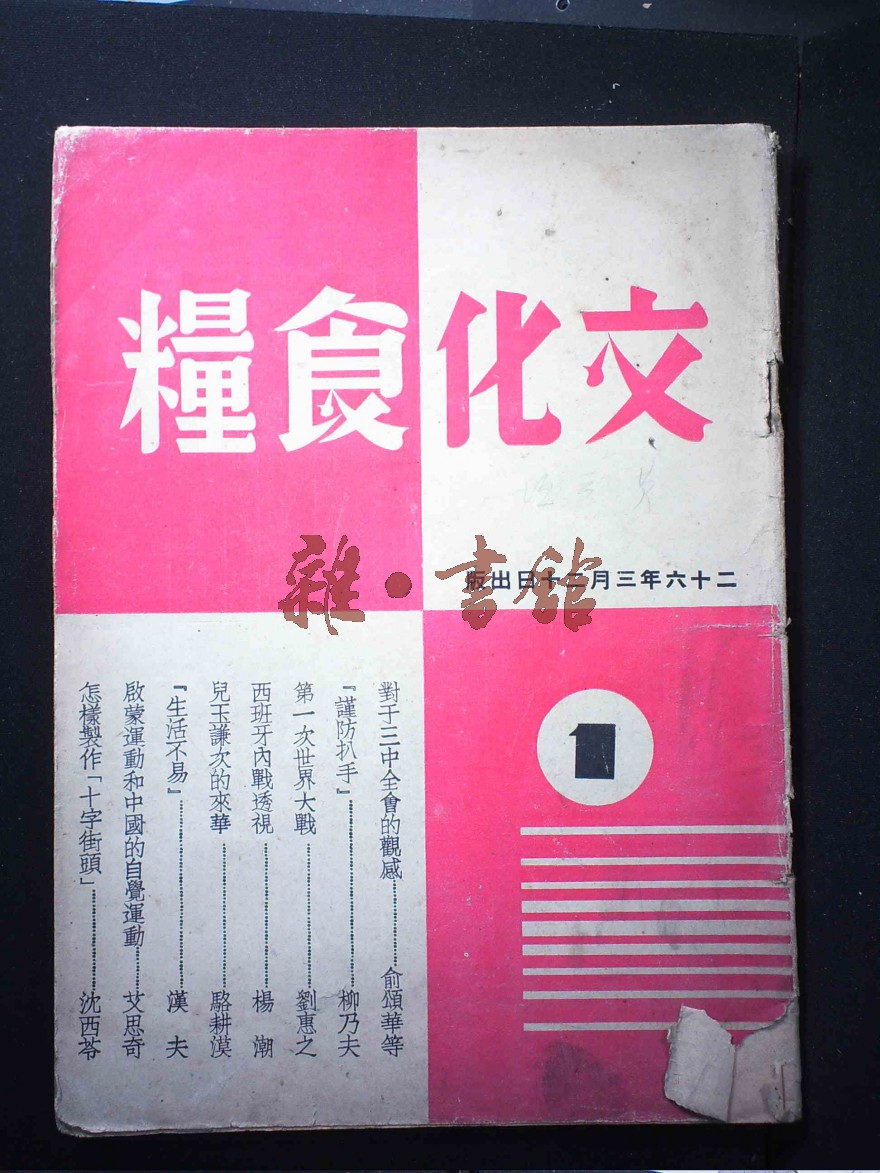 文化食糧
二十六年三月二十日出版
雜·書館
1
對于三中全會的觀感……俞頌華等
『謹防扒手』……柳乃夫
第一次世界大戰……劉惠之
西班牙內戰透視……楊潮
兒玉謙次的來華……駱耕漠
『生活不易』……漢夫
啟蒙運動和中國的自覺運動……艾思奇
怎樣製作「十字街頭」……沈西苓